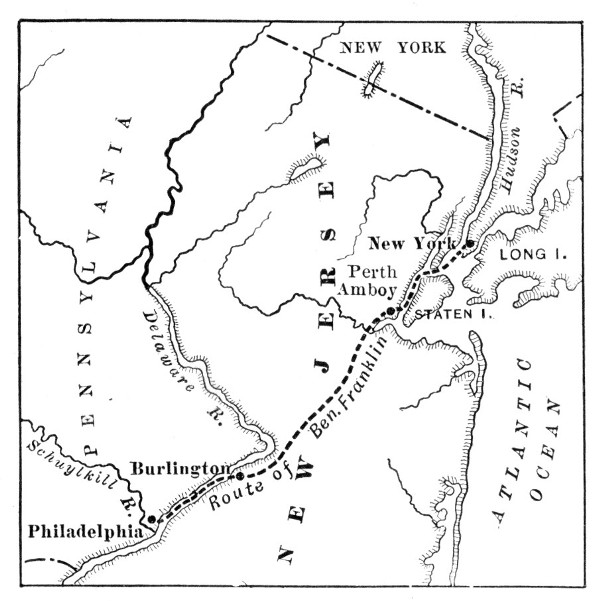 NEW YORK
Hudson R.
PENNSYLVANIA
NEW JERSEY
New York
LONG I.
Perth
Amboy
STATEN I.
Delaware R.
Route of Ben. Franklin
ATLANTIC
OCEAN
Schuylkill R.
Burlington
Philadelphia